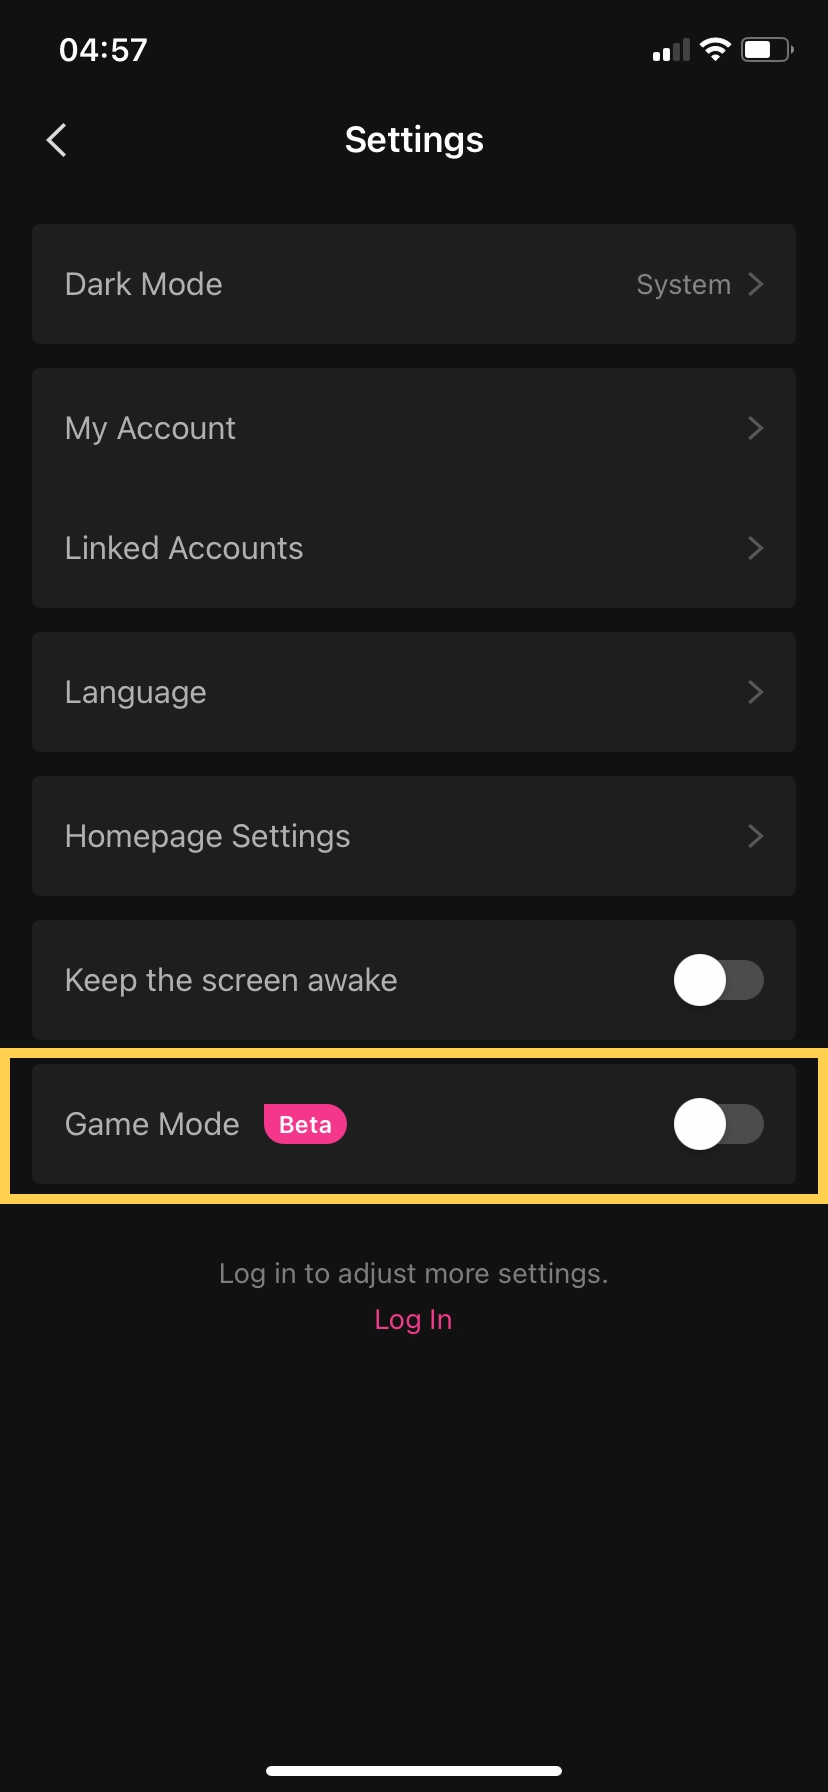 04:57
Settings
Dark Mode System
My Account
Linked Accounts
Language
Homepage Settings
Keep the screen awake
Game Mode Beta
Log in to adjust more settings.
Log In